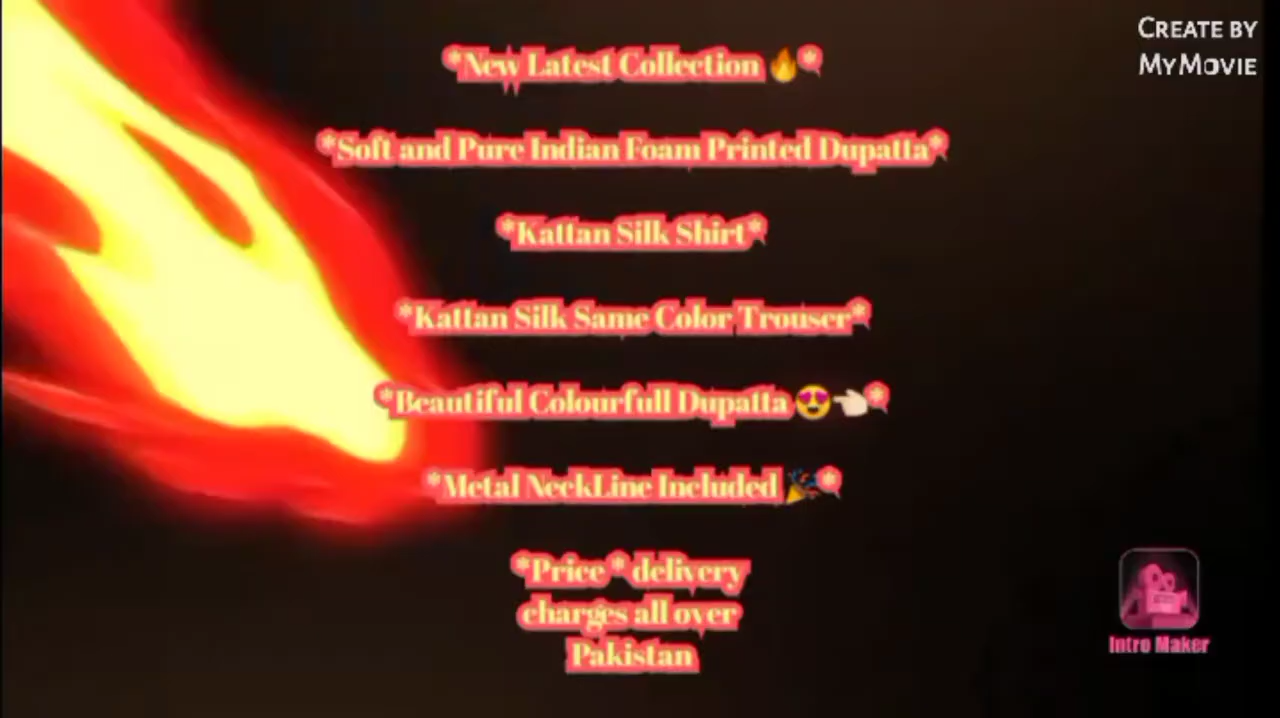 CREATE BY
MYMOVIE
*New Latest Collection 🔥*
*Soft and Pure Indian Foam Printed Dupatta*
*Kattan Silk Shirt*
*Kattan Silk Same Color Trouser*
*Beautiful Colourfull Dupatta 😍👈🏻*
*Metal NeckLine Included 🎉*
*Price * delivery
charges all over
Pakistan
Intro Maker